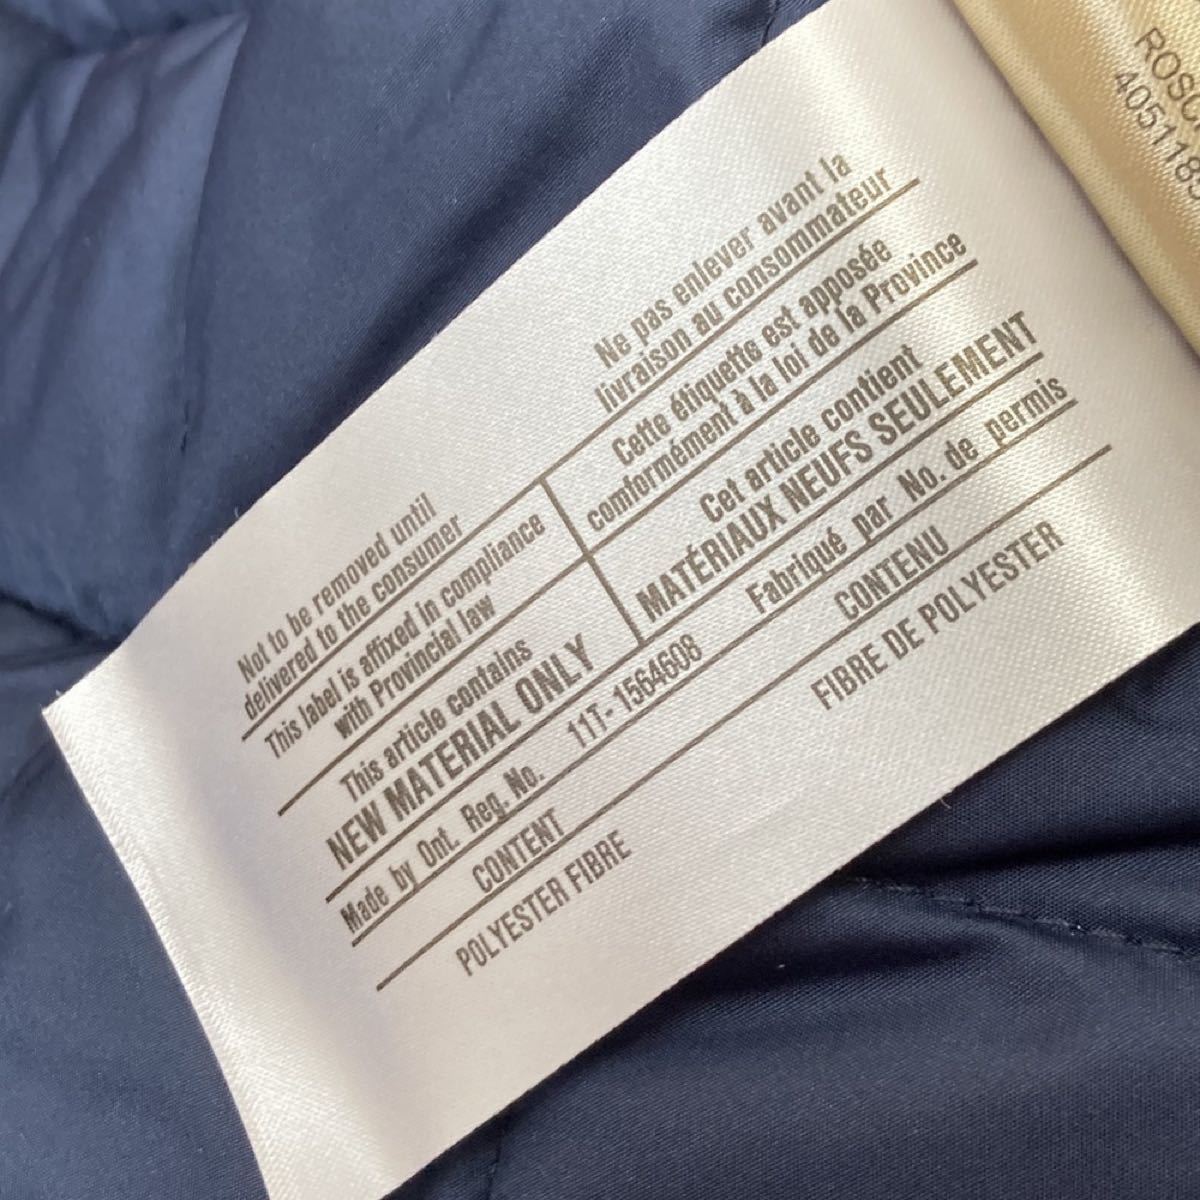 Not to be removed until
delivered to the consumer
This label is affixed in compliance
with Provincial law
This article contains
NEW MATERIAL ONLY
Made by Ont. Reg. No. 11T-1564608
CONTENT
POLYESTER FIBRE
Ne pas enlever avant la
livraison au consommateur
Cette étiquette est apposée
comformément à la loi de la Province
Cet article contient
MATÉRIAUX NEUFS SEULEMENT
Fabriqué par No. de permis
CONTENU
FIBRE DE POLYESTER